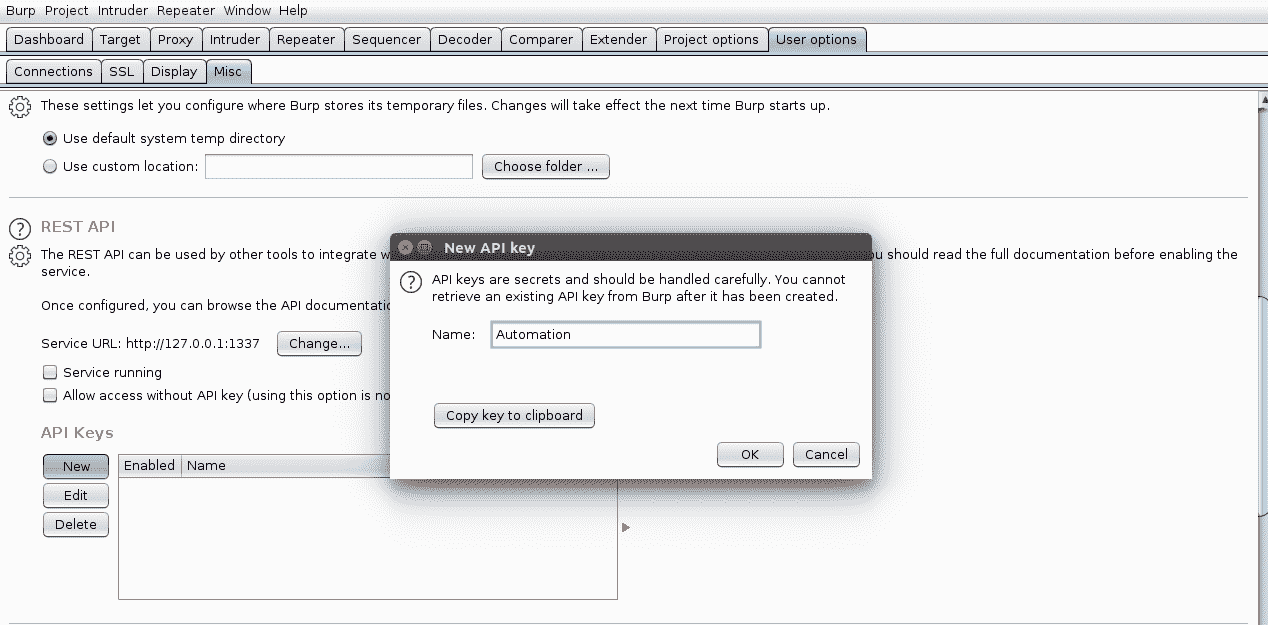 Burp Project Intruder Repeater Window Help
Dashboard Target Proxy Intruder Repeater Sequencer Decoder Comparer Extender Project options User options
Connections SSL Display Misc
These settings let you configure where Burp stores its temporary files. Changes will take effect the next time Burp starts up.
Use default system temp directory
Use custom location: Choose folder ...
? REST API
The REST API can be used by other tools to integrate w
u should read the full documentation before enabling the
service.
Once configured, you can browse the API documentatio
Service URL: http://127.0.0.1:1337 Change...
Service running
Allow access without API key (using this option is no
API Keys
New Enabled Name
Edit
Delete
New API key
? API keys are secrets and should be handled carefully. You cannot
retrieve an existing API key from Burp after it has been created.
Name: Automation
Copy key to clipboard
OK Cancel